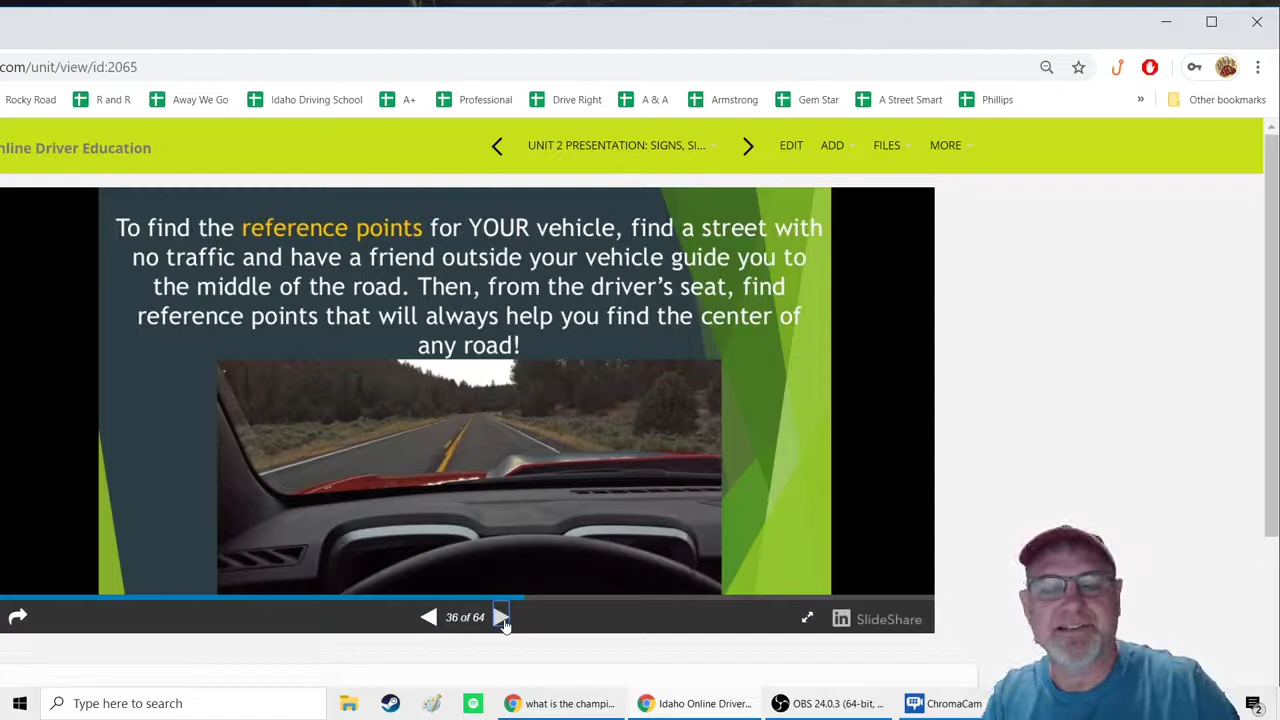 com/unit/view/id:2065
Rocky Road R and R Away We Go Idaho Driving School A+ Professional Drive Right A & A Armstrong Gem Star A Street Smart Phillips » Other bookmarks
nline Driver Education UNIT 2 PRESENTATION: SIGNS, SI... EDIT ADD FILES MORE
To find the reference points for YOUR vehicle, find a street with
no traffic and have a friend outside your vehicle guide you to
the middle of the road. Then, from the driver's seat, find
reference points that will always help you find the center of
any road!
36 of 64 in SlideShare
Type here to search what is the champi... Idaho Online Driver... OBS 24.0.3 (64-bit, ... ChromaCam 2